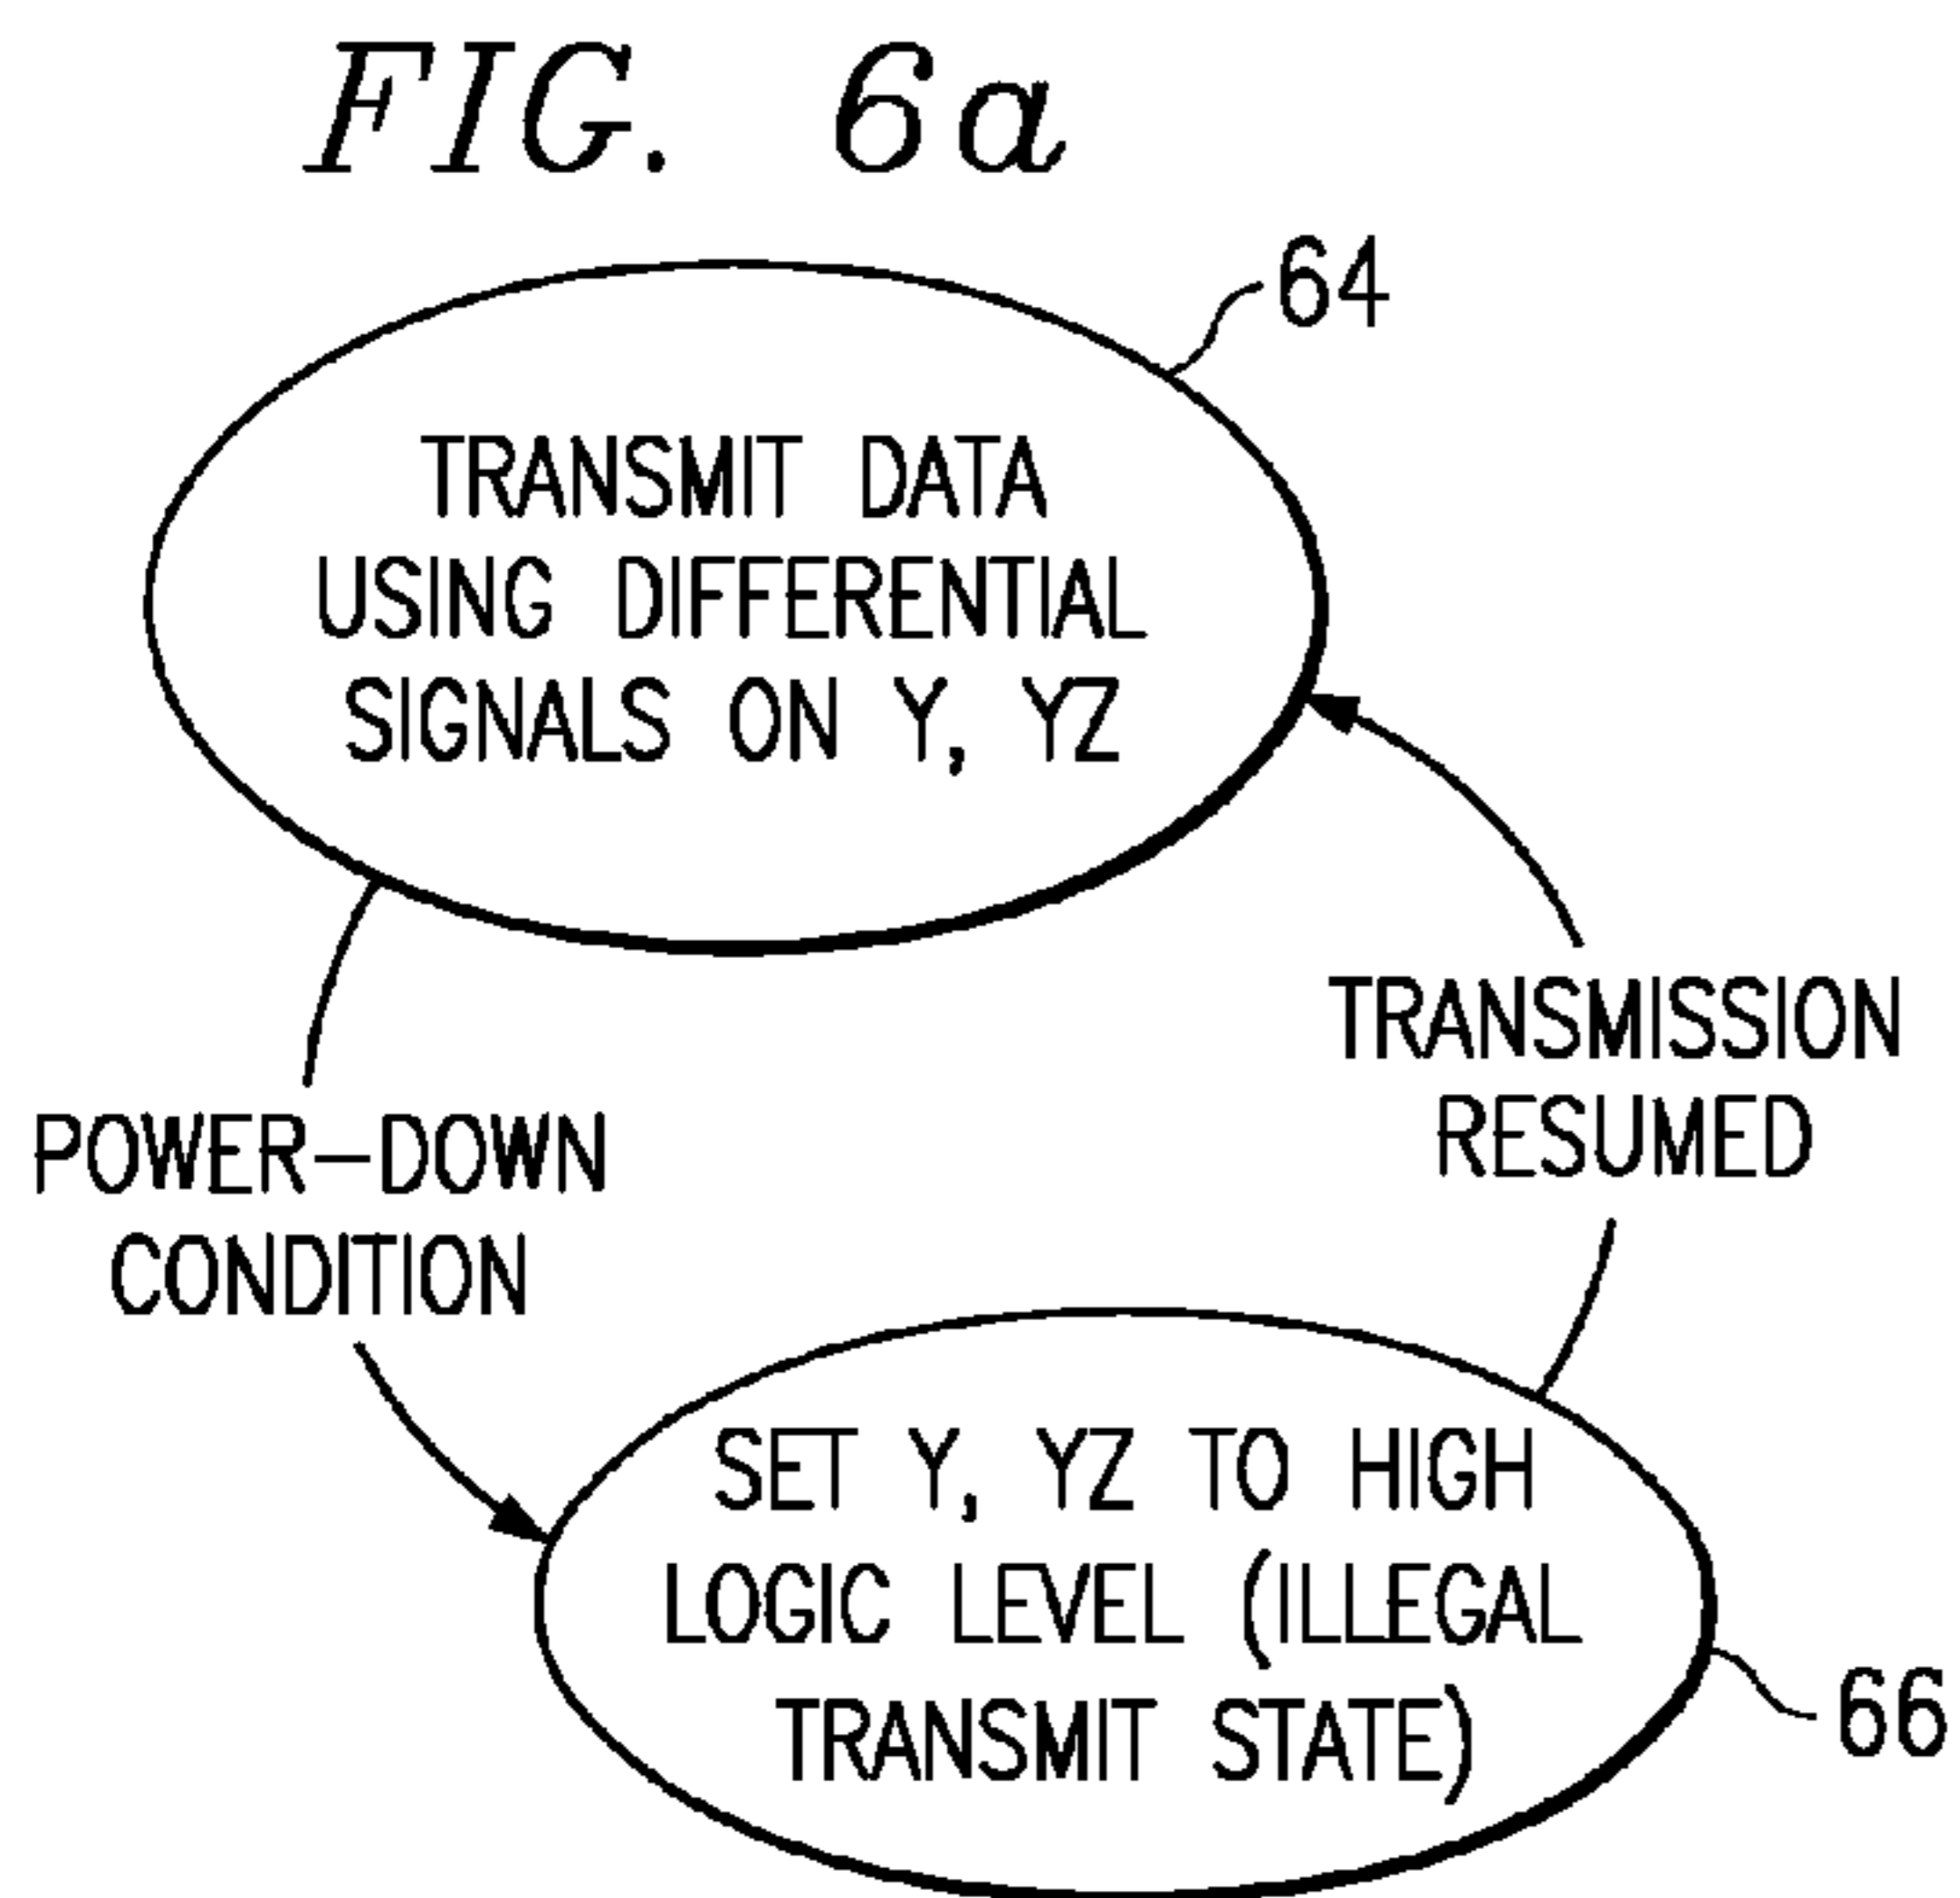 FIG. 6a
64
TRANSMIT DATA
USING DIFFERENTIAL
SIGNALS ON Y, YZ
TRANSMISSION
RESUMED
POWER-DOWN
CONDITION
SET Y, YZ TO HIGH
LOGIC LEVEL (ILLEGAL
TRANSMIT STATE)
66